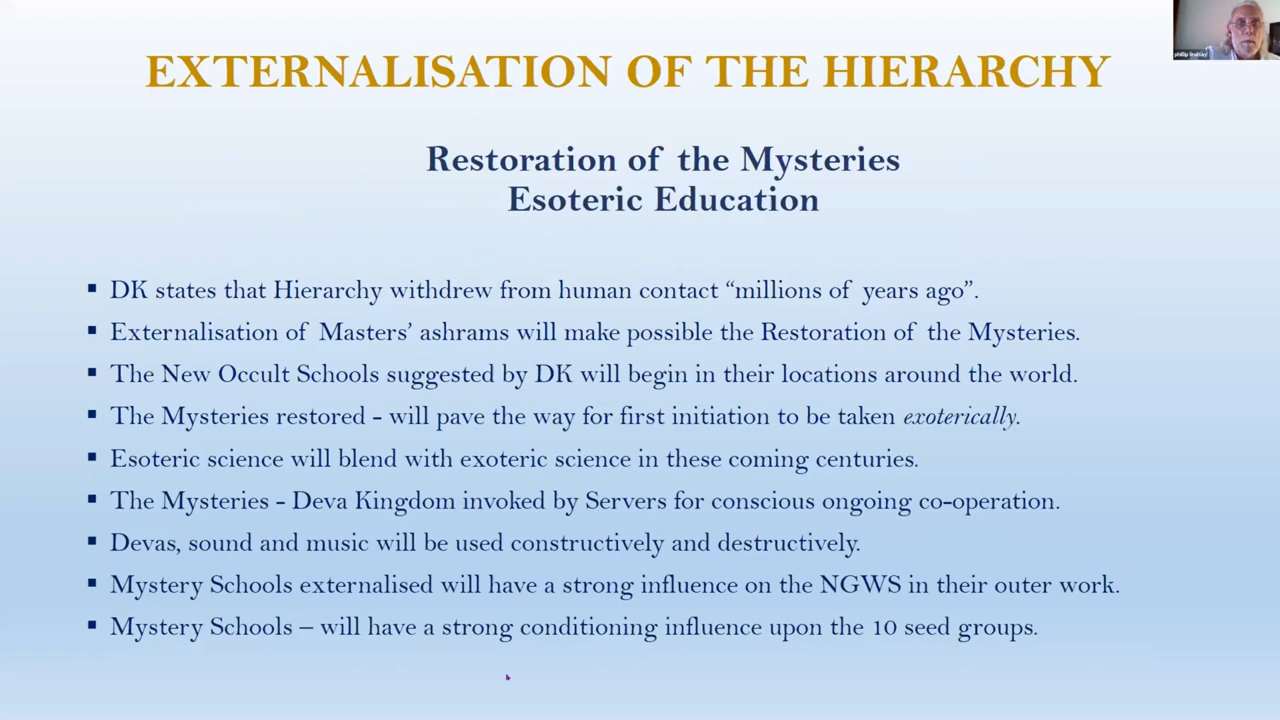 EXTERNALISATION OF THE HIERARCHY
phillip lindsay
Restoration of the Mysteries
Esoteric Education
▪ DK states that Hierarchy withdrew from human contact “millions of years ago”.
▪ Externalisation of Masters’ ashrams will make possible the Restoration of the Mysteries.
▪ The New Occult Schools suggested by DK will begin in their locations around the world.
▪ The Mysteries restored - will pave the way for first initiation to be taken exoterically.
▪ Esoteric science will blend with exoteric science in these coming centuries.
▪ The Mysteries - Deva Kingdom invoked by Servers for conscious ongoing co-operation.
▪ Devas, sound and music will be used constructively and destructively.
▪ Mystery Schools externalised will have a strong influence on the NGWS in their outer work.
▪ Mystery Schools – will have a strong conditioning influence upon the 10 seed groups.